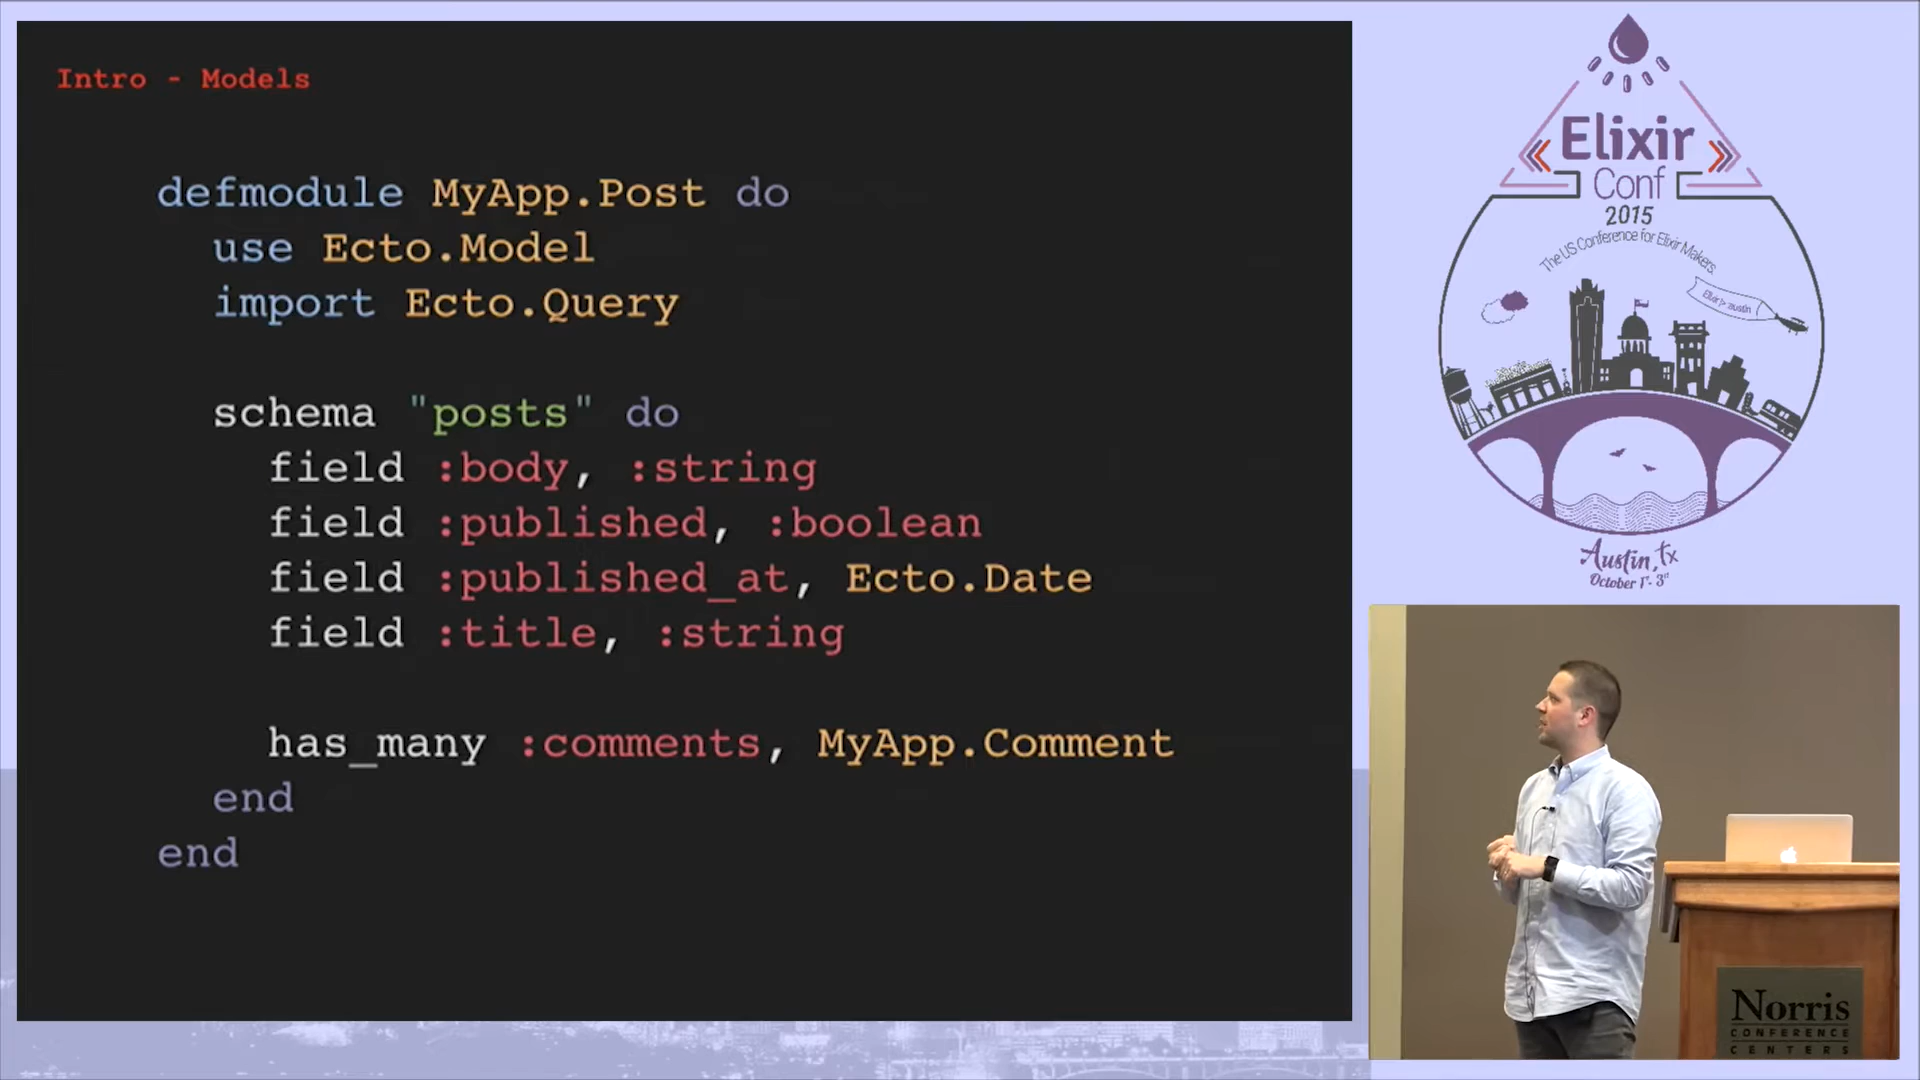 Intro - Models
defmodule MyApp.Post do
use Ecto.Model
import Ecto.Query
schema "posts" do
field :body, :string
field :published, :boolean
field :published_at, Ecto.Date
field :title, :string
has_many :comments, MyApp.Comment
end
end
Elixir
Conf
2015
The US Conference for Elixir Makers
Austin, tx
October 1st - 3rd
Norris
CONFERENCE
CENTERS